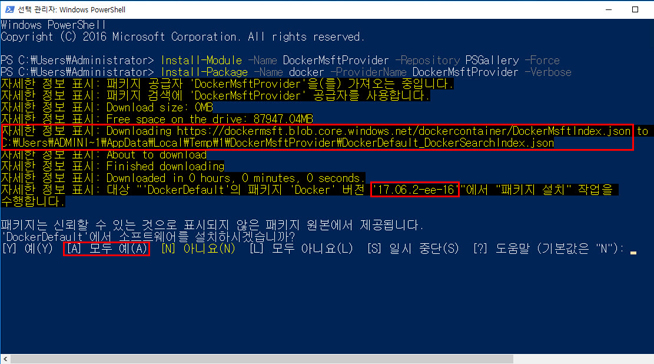 선택 관리자: Windows PowerShell
Windows PowerShell
Copyright (C) 2016 Microsoft Corporation. All rights reserved.
PS C:\Users\Administrator> Install-Module -Name DockerMsftProvider -Repository PSGallery -Force
PS C:\Users\Administrator> Install-Package -Name docker -ProviderName DockerMsftProvider -Verbose
자세한 정보 표시: 패키지 공급자 'DockerMsftProvider'을(를) 가져오는 중입니다.
자세한 정보 표시: 패키지 검색에 'DockerMsftProvider' 공급자를 사용합니다.
자세한 정보 표시: Download size: 0MB
자세한 정보 표시: Free space on the drive: 87947.04MB
자세한 정보 표시: Downloading https://dockermsft.blob.core.windows.net/dockercontainer/DockerMsftIndex.json to
C:\Users\ADMINI~1\AppData\Local\Temp\1\DockerMsftProvider\DockerDefault_DockerSearchIndex.json
자세한 정보 표시: About to download
자세한 정보 표시: Finished downloading
자세한 정보 표시: Downloaded in 0 hours, 0 minutes, 0 seconds.
자세한 정보 표시: 대상 "'DockerDefault'의 패키지 'Docker' 버전 '17.06.2-ee-16'"에서 "패키지 설치" 작업을
수행합니다.
패키지는 신뢰할 수 있는 것으로 표시되지 않은 패키지 원본에서 제공됩니다.
'DockerDefault'에서 소프트웨어를 설치하시겠습니까?
[Y] 예(Y) [A] 모두 예(A) [N] 아니요(N) [L] 모두 아니요(L) [S] 일시 중단(S) [?] 도움말 (기본값은 "N"):